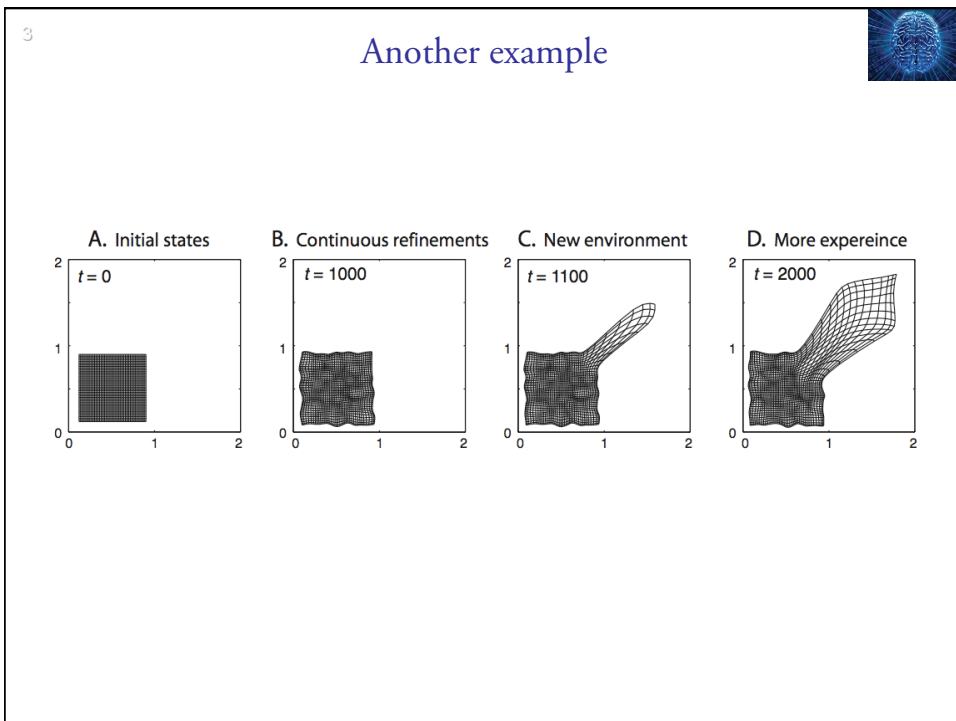 3
Another example
A. Initial states
t = 0
2
1
0
0 1 2
B. Continuous refinements
t = 1000
2
1
0
0 1 2
C. New environment
t = 1100
2
1
0
0 1 2
D. More expereince
t = 2000
2
1
0
0 1 2